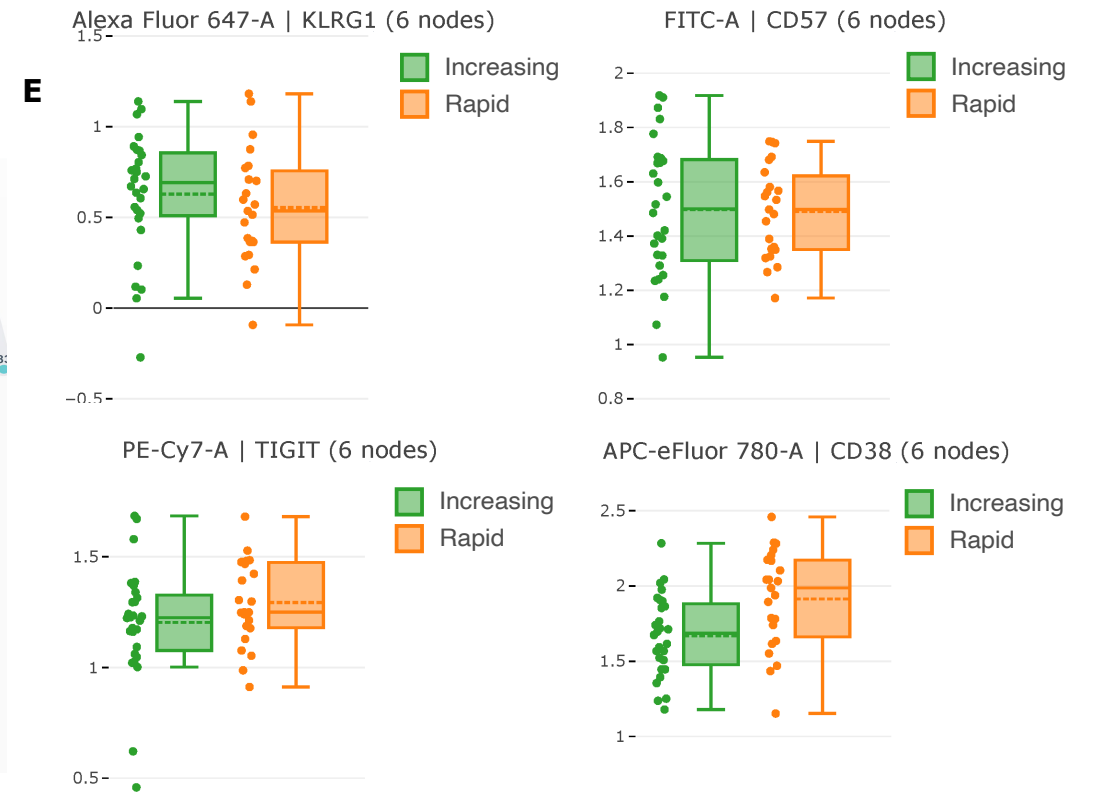 Alexa Fluor 647-A | KLRG1 (6 nodes)
1.5
1
0.5
0
−0.5
Increasing
Rapid
E
FITC-A | CD57 (6 nodes)
2
1.8
1.6
1.4
1.2
1
0.8
Increasing
Rapid
PE-Cy7-A | TIGIT (6 nodes)
1.5
1
0.5
Increasing
Rapid
APC-eFluor 780-A | CD38 (6 nodes)
2.5
2
1.5
1
Increasing
Rapid